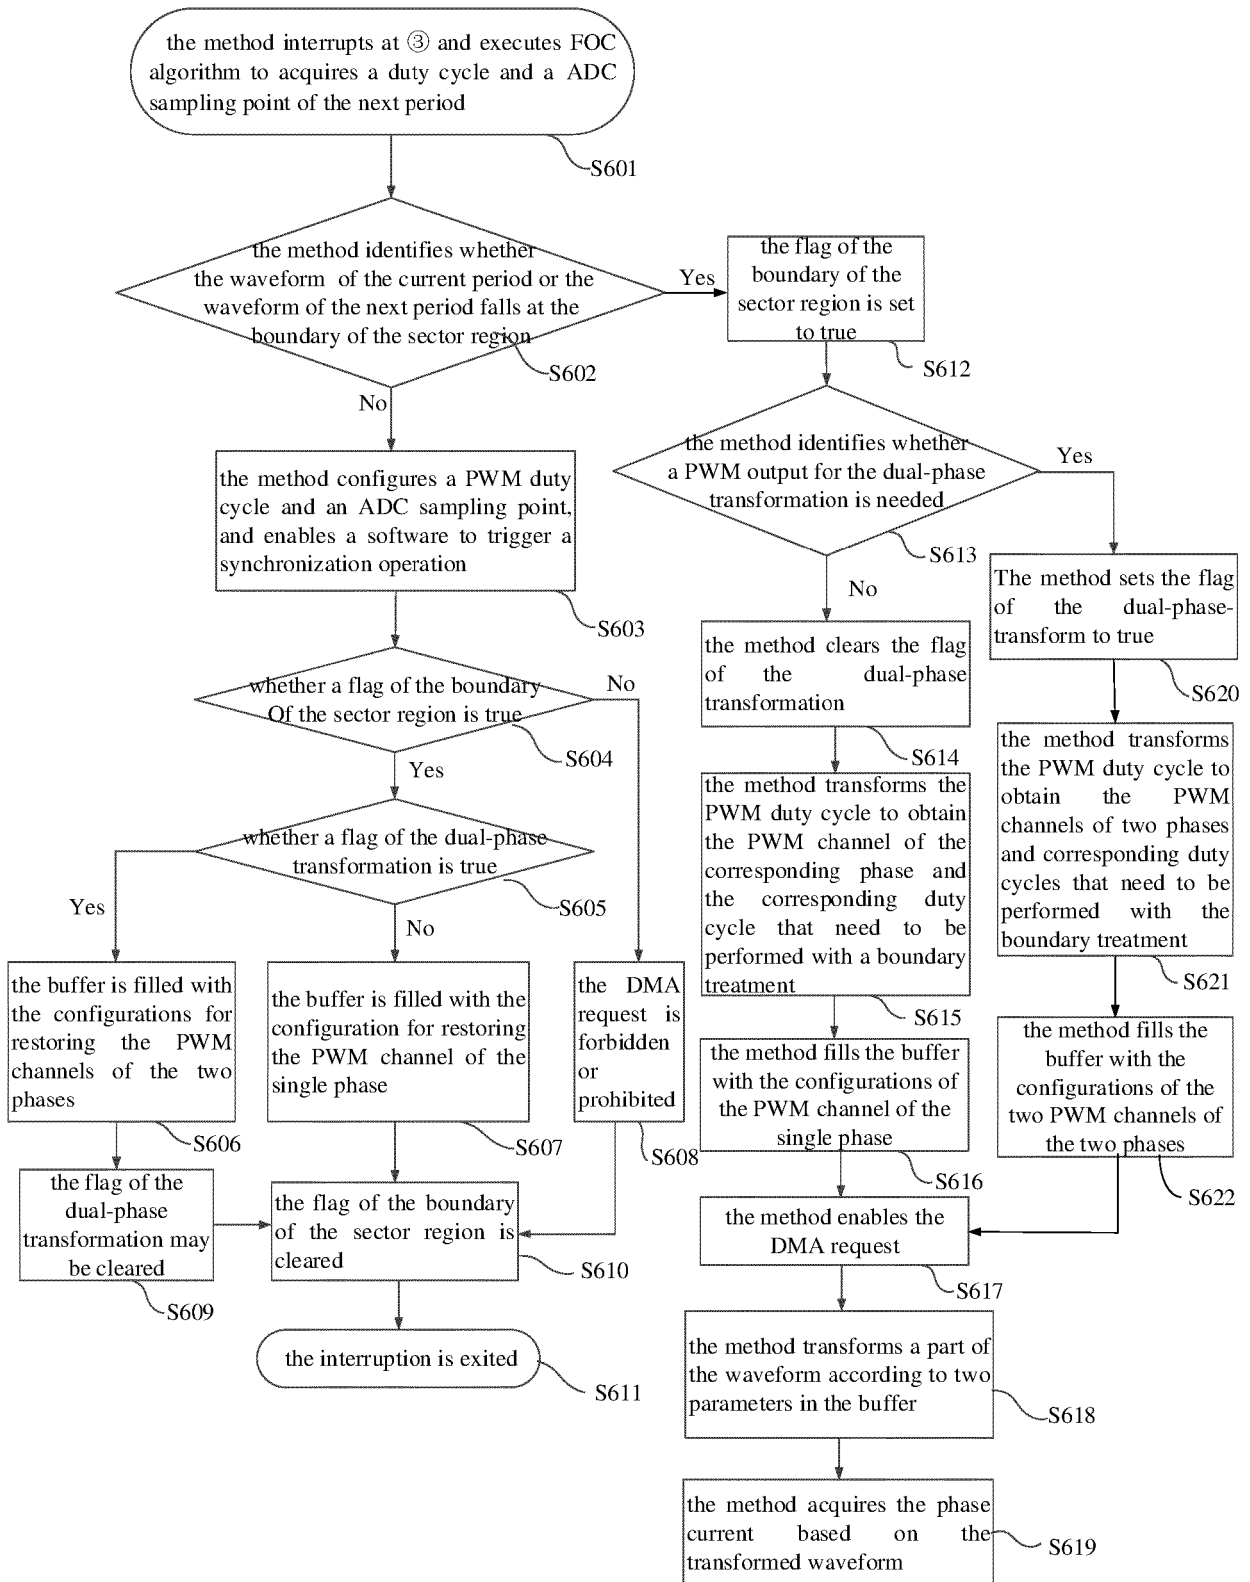 the method interrupts at ③ and executes FOC
algorithm to acquires a duty cycle and a ADC
sampling point of the next period
S601
the method identifies whether
the waveform of the current period or the
waveform of the next period falls at the
boundary of the sector region
S602
Yes
No
the flag of the
boundary of the
sector region is set
to true
S612
the method identifies whether
a PWM output for the dual-phase
transformation is needed
S613
Yes
No
the method configures a PWM duty
cycle and an ADC sampling point,
and enables a software to trigger a
synchronization operation
S603
whether a flag of the boundary
Of the sector region is true
S604
No
Yes
whether a flag of the dual-phase
transformation is true
S605
Yes
No
the buffer is filled with
the configurations for
restoring the PWM
channels of the two
phases
S606
the buffer is filled with the
configuration for restoring
the PWM channel of the
single phase
S607
the DMA
request is
forbidden
or
prohibited
S608
the flag of the
dual-phase
transformation may
be cleared
S609
the flag of the boundary
of the sector region is
cleared
S610
the interruption is exited
S611
the method clears the flag
of the dual-phase
transformation
S614
the method transforms the
PWM duty cycle to obtain
the PWM channel of the
corresponding phase and
the corresponding duty
cycle that need to be
performed with a boundary
treatment
S615
the method fills the buffer
with the configurations of
the PWM channel of the
single phase
S616
the method enables the
DMA request
S617
the method transforms a part of
the waveform according to two
parameters in the buffer
S618
the method acquires the phase
current based on the
transformed waveform
S619
The method sets the flag
of the dual-phase-
transform to true
S620
the method transforms
the PWM duty cycle to
obtain the PWM
channels of two phases
and corresponding duty
cycles that need to be
performed with the
boundary treatment
S621
the method fills the
buffer with the
configurations of the
two PWM channels of
the two phases
S622